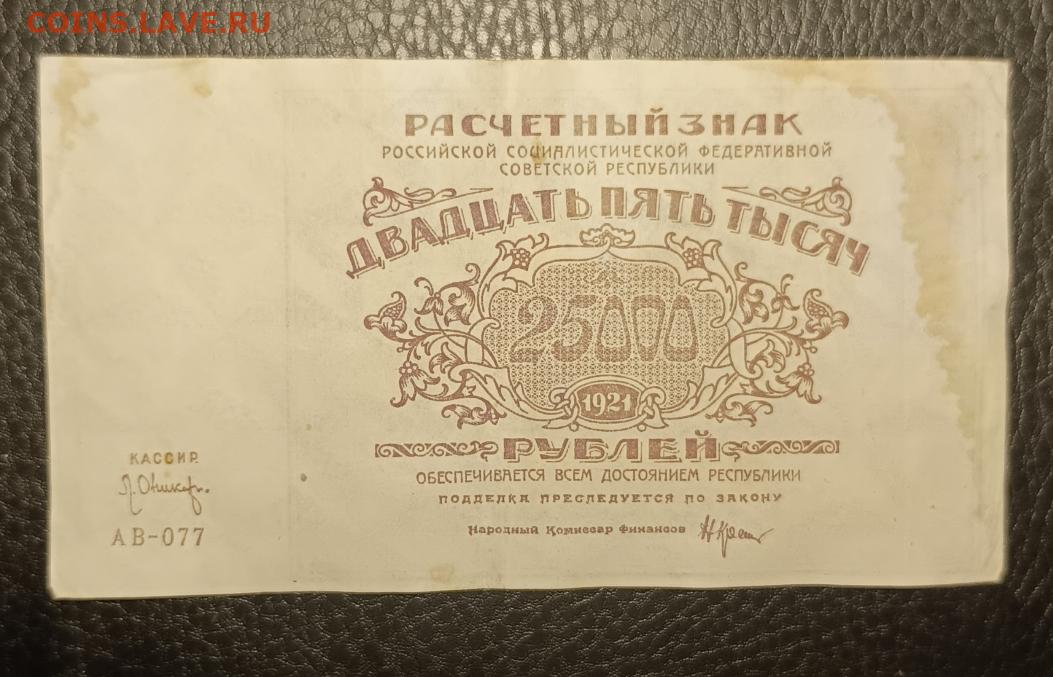 COINS.LAVE.RU
РАСЧЕТНЫЙ ЗНАК
РОССИЙСКОЙ СОЦИАЛИСТИЧЕСКОЙ ФЕДЕРАТИВНОЙ
СОВЕТСКОЙ РЕСПУБЛИКИ
ДВАДЦАТЬ ПЯТЬ ТЫСЯЧ
25000
1921
РУБЛЕЙ
ОБЕСПЕЧИВАЕТСЯ ВСЕМ ДОСТОЯНИЕМ РЕСПУБЛИКИ
ПОДДЕЛКА ПРЕСЛЕДУЕТСЯ ПО ЗАКОНУ
Народный Комиссар Финансов
КАССИР
АВ-077